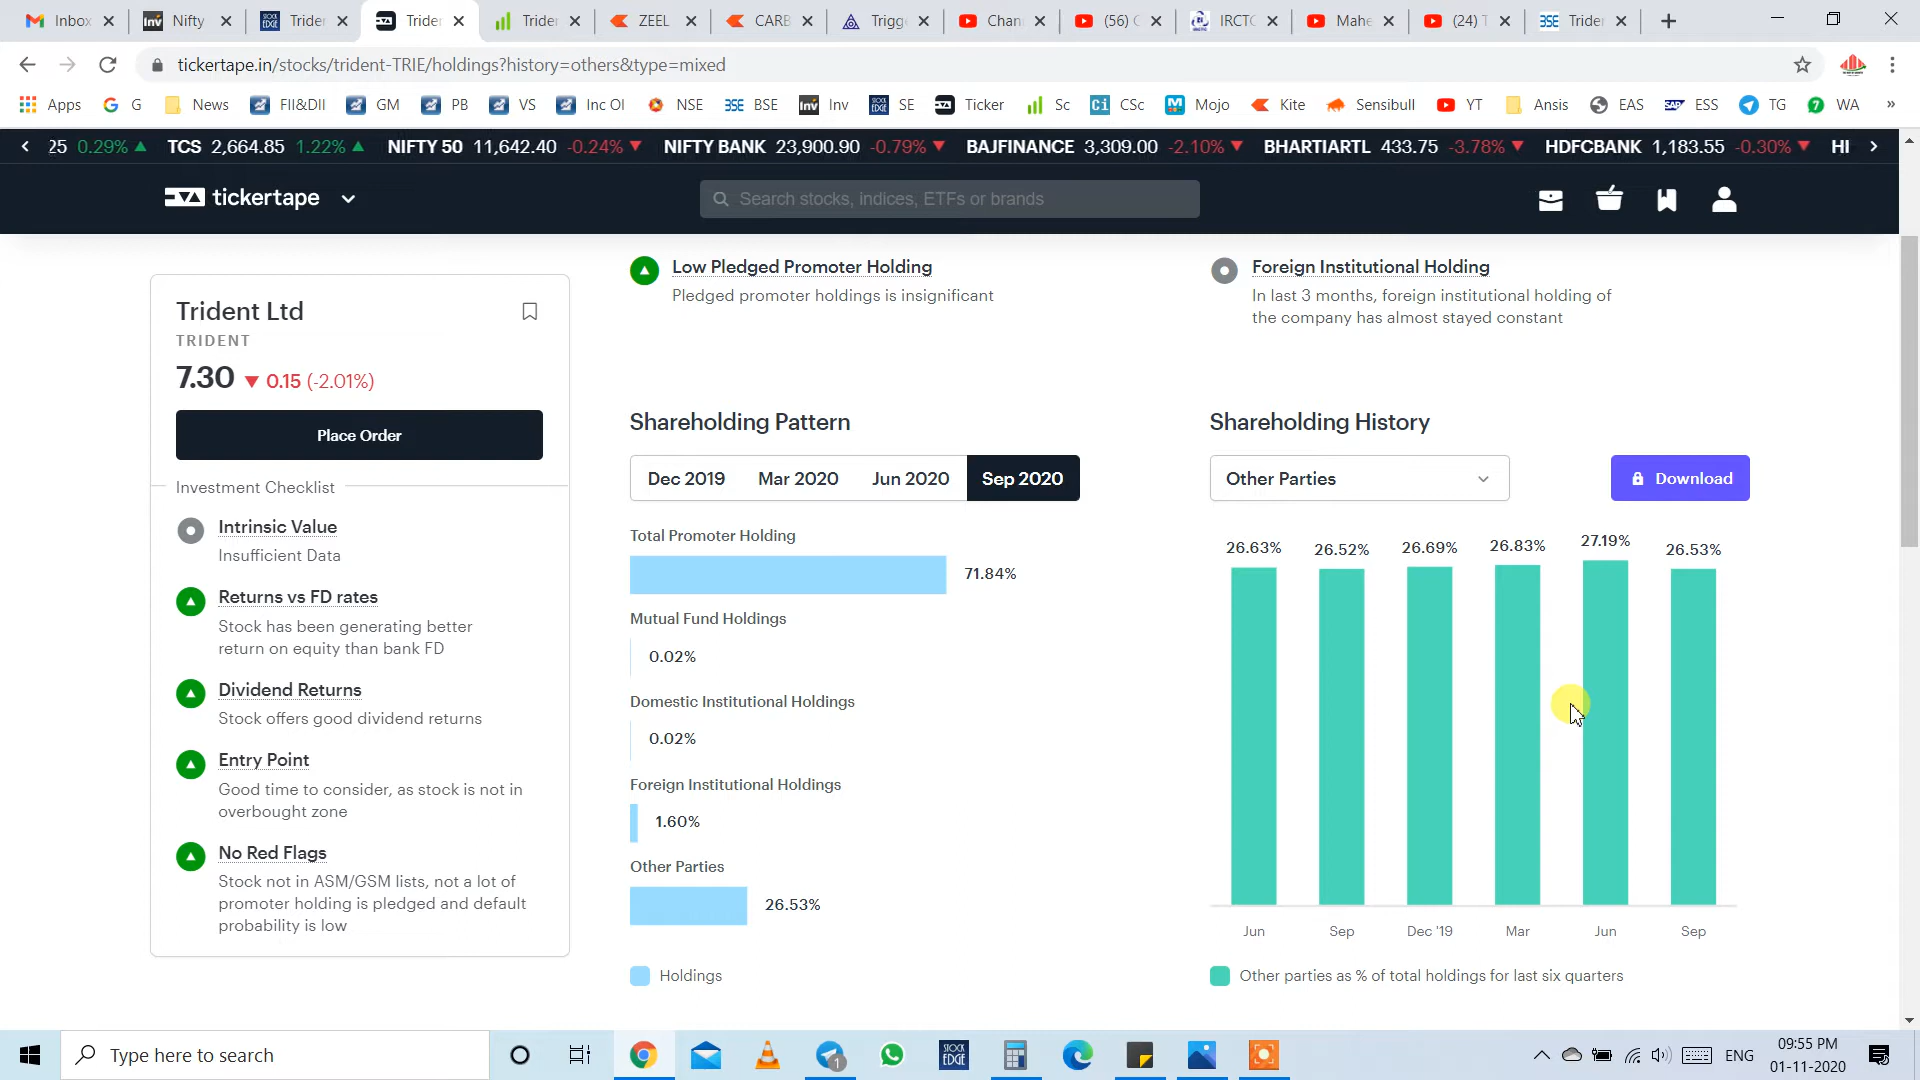 Inbox
Nifty
Trider
Trider
Trider
ZEEL
CARB
Trigg
Chan
(56) C
IRCTC
Mahe
(24) T
Trider
tickertape.in/stocks/trident-TRIE/holdings?history=others&type=mixed
Apps G News FII&DII GM PB VS Inc OI NSE BSE Inv SE Ticker Sc CSc Mojo Kite Sensibull YT Ansis EAS ESS TG WA »
25 0.29% ▲ TCS 2,664.85 1.22% ▲ NIFTY 50 11,642.40 -0.24% ▼ NIFTY BANK 23,900.90 -0.79% ▼ BAJFINANCE 3,309.00 -2.10% ▼ BHARTIARTL 433.75 -3.78% ▼ HDFCBANK 1,183.55 -0.30% ▼ HI
tickertape
Search stocks, indices, ETFs or brands
Trident Ltd
TRIDENT
7.30 ▼ 0.15 (-2.01%)
Place Order
Investment Checklist
Intrinsic Value
Insufficient Data
Returns vs FD rates
Stock has been generating better
return on equity than bank FD
Dividend Returns
Stock offers good dividend returns
Entry Point
Good time to consider, as stock is not in
overbought zone
No Red Flags
Stock not in ASM/GSM lists, not a lot of
promoter holding is pledged and default
probability is low
Low Pledged Promoter Holding
Pledged promoter holdings is insignificant
Foreign Institutional Holding
In last 3 months, foreign institutional holding of
the company has almost stayed constant
Shareholding Pattern
Dec 2019 Mar 2020 Jun 2020 Sep 2020
Total Promoter Holding
71.84%
Mutual Fund Holdings
0.02%
Domestic Institutional Holdings
0.02%
Foreign Institutional Holdings
1.60%
Other Parties
26.53%
Holdings
Shareholding History
Other Parties
Download
26.63% 26.52% 26.69% 26.83% 27.19% 26.53%
Jun Sep Dec '19 Mar Jun Sep
Other parties as % of total holdings for last six quarters
Type here to search
STOCK
EDGE
1
ENG
09:55 PM
01-11-2020